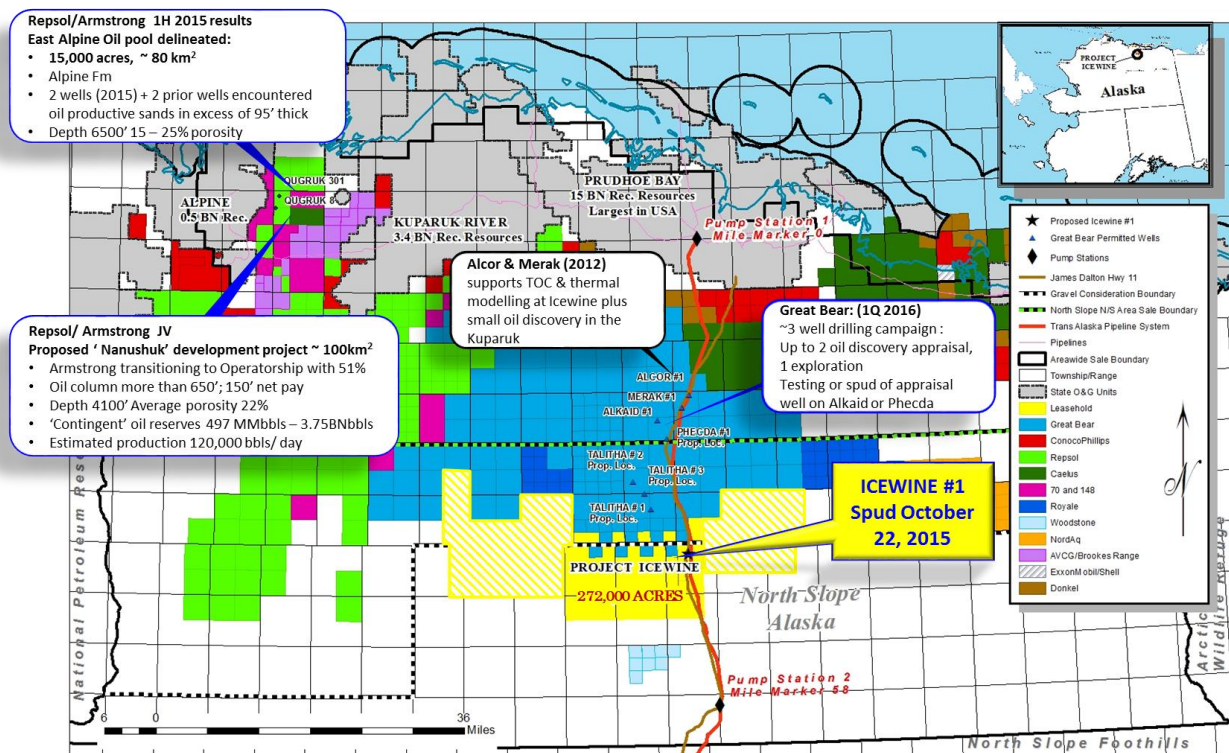 Repsol/Armstrong 1H 2015 results
East Alpine Oil pool delineated:
• 15,000 acres, ~ 80 km²
• Alpine Fm
• 2 wells (2015) + 2 prior wells encountered
oil productive sands in excess of 95' thick
• Depth 6500' 15 – 25% porosity
PROJECT
ICEWINE
Alaska
QUGRUK 301
QUGRUK 8
ALPINE
0.5 BN Rec.
KUPARUK RIVER
3.4 BN Rec. Resources
PRUDHOE BAY
15 BN Rec. Resources
Largest in USA
Pump Station 1
Mile Marker 0
Alcor & Merak (2012)
supports TOC & thermal
modelling at Icewine plus
small oil discovery in the
Kuparuk
Great Bear: (1Q 2016)
~3 well drilling campaign :
Up to 2 oil discovery appraisal,
1 exploration
Testing or spud of appraisal
well on Alkaid or Phecda
Repsol/ Armstrong JV
Proposed ‘ Nanushuk’ development project ~ 100km²
• Armstrong transitioning to Operatorship with 51%
• Oil column more than 650’; 150’ net pay
• Depth 4100’ Average porosity 22%
• ‘Contingent’ oil reserves 497 MMbbls – 3.75BNbbls
• Estimated production 120,000 bbls/ day
ALGOR #1
MERAK #1
ALKAID #1
PHEGDA #1
Prop. Loc.
TALITHA # 2
Prop. Loc.
TALITHA # 3
Prop. Loc.
TALITHA # 1
Prop. Loc.
ICEWINE #1
Spud October
22, 2015
PROJECT ICEWINE
272,000 ACRES
North Slope
Alaska
Pump Station 2
Mile Marker 58
Proposed Icewine #1
Great Bear Permitted Wells
Pump Stations
James Dalton Hwy 11
Gravel Consideration Boundary
North Slope N/S Area Sale Boundary
Trans Alaska Pipeline System
Pipelines
Areawide Sale Boundary
Township/Range
State O&G Units
Leasehold
Great Bear
ConocoPhillips
Repsol
Caelus
70 and 148
Royale
Woodstone
NordAq
AVCG/Brookes Range
ExxonMobil/Shell
Donkel
N
National Petroleum Res
Arctic
Wildlife Refuge
6 0 36
Miles
North Slope Foothills